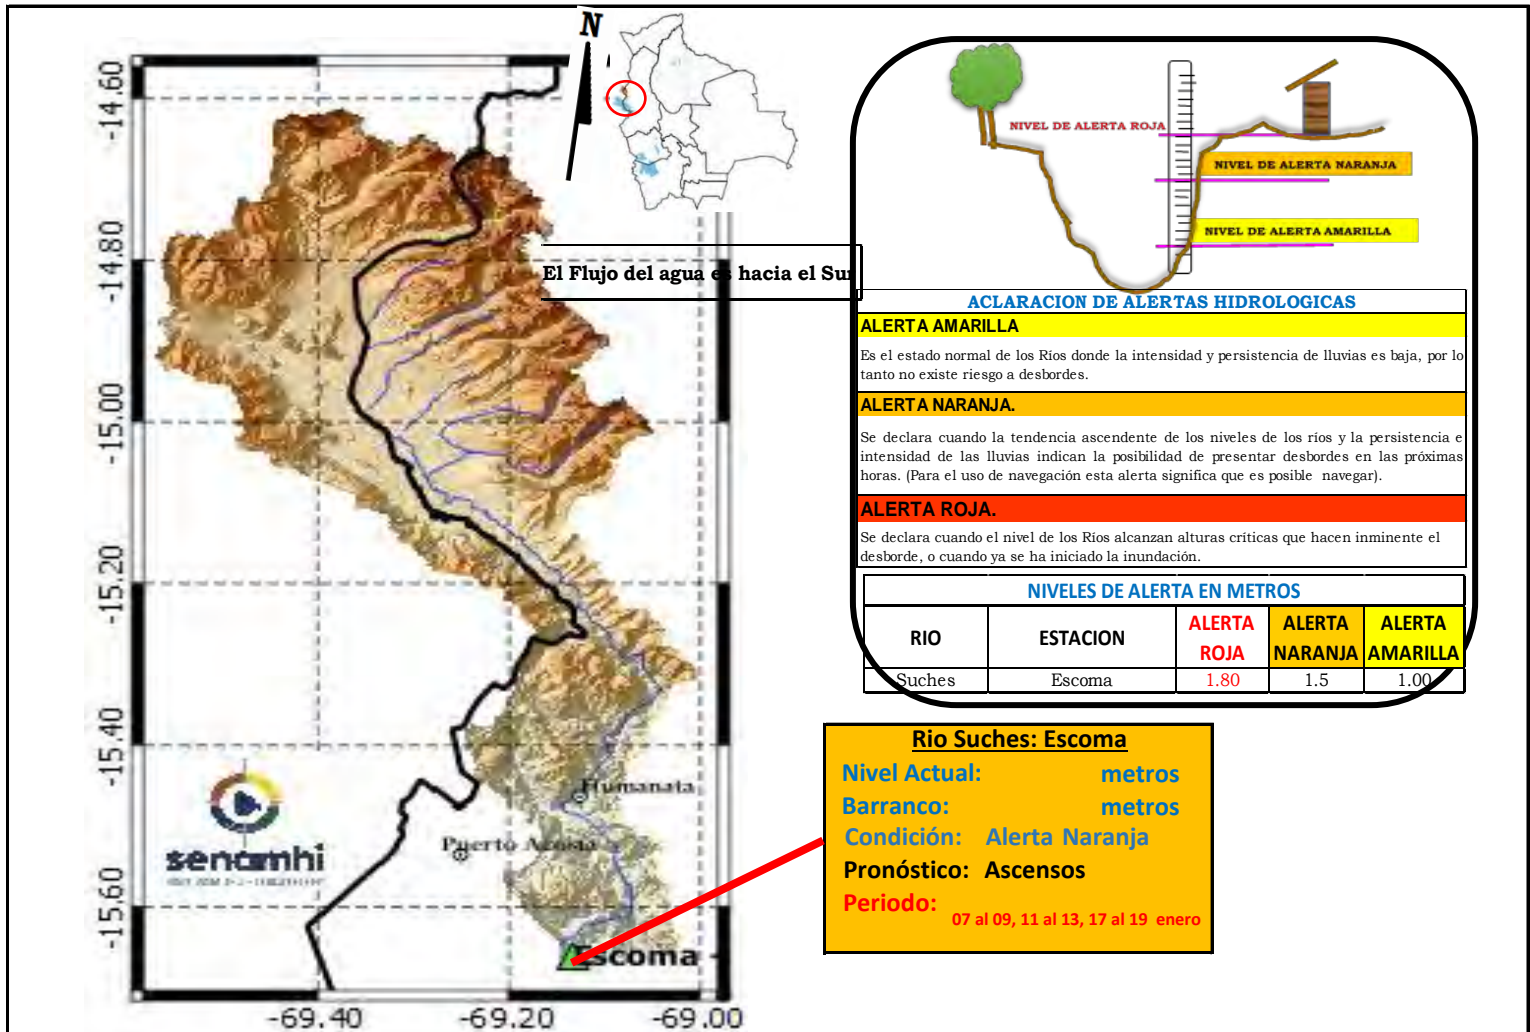 N
-14.60
-14.80
-15.00
-15.20
-15.40
-15.60
-69.40
-69.20
-69.00
El Flujo del agua es hacia el Sur
Humanata
Puerto Acosta
Escoma
senamhi
NIVEL DE ALERTA ROJA
NIVEL DE ALERTA NARANJA
NIVEL DE ALERTA AMARILLA
ACLARACION DE ALERTAS HIDROLOGICAS
ALERTA AMARILLA
Es el estado normal de los Ríos donde la intensidad y persistencia de lluvias es baja, por lo
tanto no existe riesgo a desbordes.
ALERTA NARANJA.
Se declara cuando la tendencia ascendente de los niveles de los ríos y la persistencia e
intensidad de las lluvias indican la posibilidad de presentar desbordes en las próximas
horas. (Para el uso de navegación esta alerta significa que es posible navegar).
ALERTA ROJA.
Se declara cuando el nivel de los Ríos alcanzan alturas críticas que hacen inminente el
desborde, o cuando ya se ha iniciado la inundación.
NIVELES DE ALERTA EN METROS
RIO ESTACION ALERTA ROJA ALERTA NARANJA ALERTA AMARILLA
Suches Escoma 1.80 1.5 1.00
Rio Suches: Escoma
Nivel Actual: metros
Barranco: metros
Condición: Alerta Naranja
Pronóstico: Ascensos
Periodo: 07 al 09, 11 al 13, 17 al 19 enero